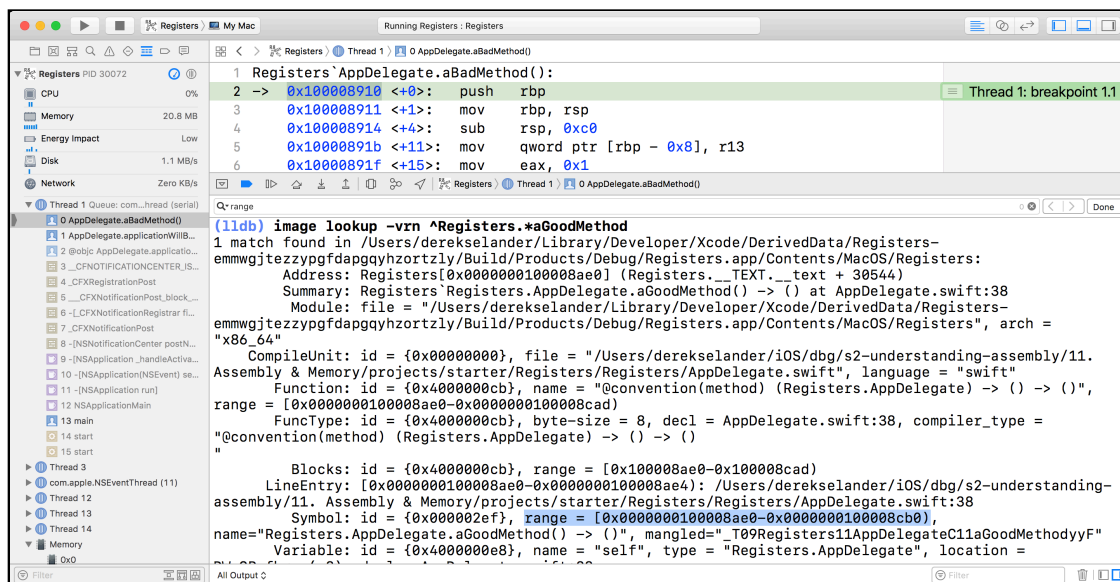 Registers
My Mac
Running Registers : Registers
Registers
Thread 1
0 AppDelegate.aBadMethod()
Registers PID 30072
CPU 0%
Memory 20.8 MB
Energy Impact Low
Disk 1.1 MB/s
Network Zero KB/s
Thread 1 Queue: com...hread (serial)
0 AppDelegate.aBadMethod()
1 AppDelegate.applicationWillB...
2 @objc AppDelegate.applicatio...
3 _CFNOTIFICATIONCENTER_IS...
4 _CFXRegistrationPost
5 ___CFXNotificationPost_block_...
6 -[_CFXNotificationRegistrar fi...
7 _CFXNotificationPost
8 -[NSNotificationCenter postN...
9 -[NSApplication _handleActiva...
10 -[NSApplication(NSEvent) se...
11 -[NSApplication run]
12 NSApplicationMain
13 main
14 start
15 start
Thread 3
com.apple.NSEventThread (11)
Thread 12
Thread 13
Thread 14
Memory
0x0
Filter
1 Registers`AppDelegate.aBadMethod():
2 -> 0x100008910 <+0>: push rbp
Thread 1: breakpoint 1.1
3 0x100008911 <+1>: mov rbp, rsp
4 0x100008914 <+4>: sub rsp, 0xc0
5 0x10000891b <+11>: mov qword ptr [rbp - 0x8], r13
6 0x10000891f <+15>: mov eax, 0x1
Registers
Thread 1
0 AppDelegate.aBadMethod()
range
0
Done
(lldb) image lookup -vrn ^Registers.*aGoodMethod
1 match found in /Users/derekselander/Library/Developer/Xcode/DerivedData/Registers-
emmwgjtezzypgfdapgqyhzortzly/Build/Products/Debug/Registers.app/Contents/MacOS/Registers:
Address: Registers[0x0000000100008ae0] (Registers.__TEXT.__text + 30544)
Summary: Registers`Registers.AppDelegate.aGoodMethod() -> () at AppDelegate.swift:38
Module: file = "/Users/derekselander/Library/Developer/Xcode/DerivedData/Registers-
emmwgjtezzypgfdapgqyhzortzly/Build/Products/Debug/Registers.app/Contents/MacOS/Registers", arch =
"x86_64"
CompileUnit: id = {0x00000000}, file = "/Users/derekselander/iOS/dbg/s2-understanding-assembly/11.
Assembly & Memory/projects/starter/Registers/Registers/AppDelegate.swift", language = "swift"
Function: id = {0x4000000cb}, name = "@convention(method) (Registers.AppDelegate) -> () -> ()",
range = [0x0000000100008ae0-0x0000000100008cad)
FuncType: id = {0x4000000cb}, byte-size = 8, decl = AppDelegate.swift:38, compiler_type =
"@convention(method) (Registers.AppDelegate) -> () -> ()
"
Blocks: id = {0x4000000cb}, range = [0x100008ae0-0x100008cad)
LineEntry: [0x0000000100008ae0-0x0000000100008ae4): /Users/derekselander/iOS/dbg/s2-understanding-
assembly/11. Assembly & Memory/projects/starter/Registers/Registers/AppDelegate.swift:38
Symbol: id = {0x000002ef}, range = [0x0000000100008ae0-0x0000000100008cb0),
name="Registers.AppDelegate.aGoodMethod() -> ()", mangled="_T09Registers11AppDelegateC11aGoodMethodyyF"
Variable: id = {0x4000000e8}, name = "self", type = "Registers.AppDelegate", location =
All Output
Filter